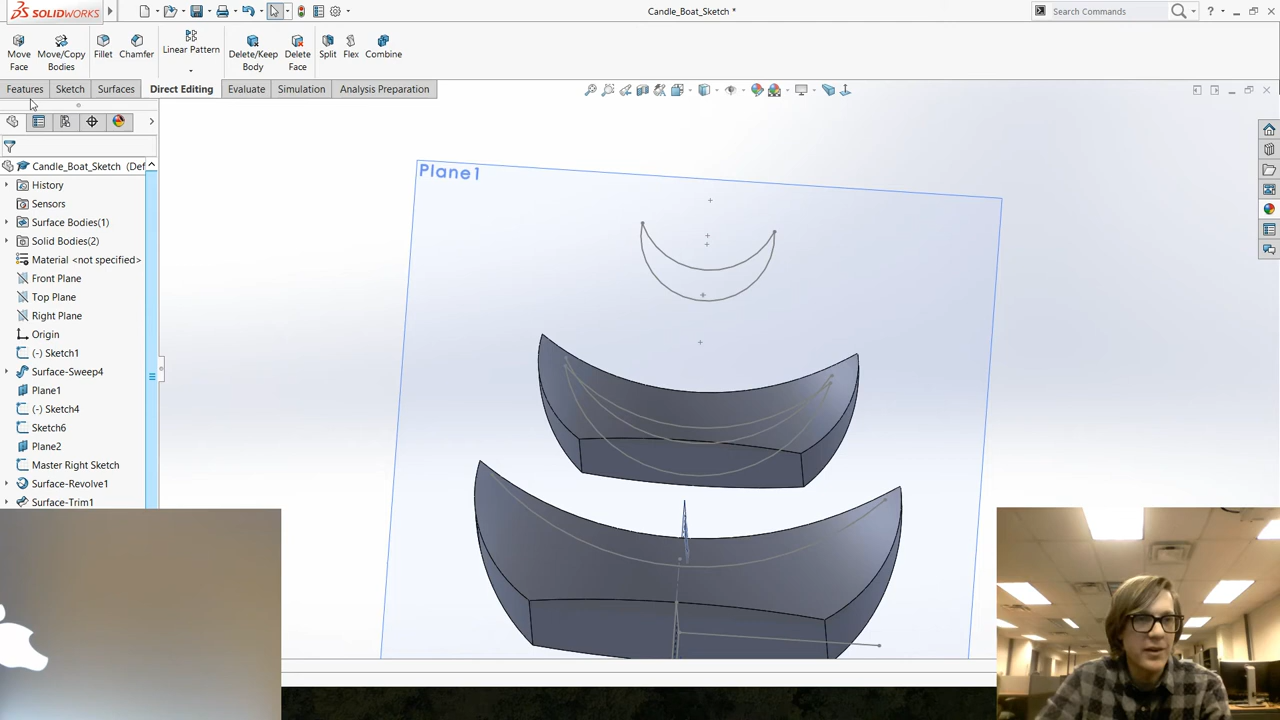 SOLIDWORKS
Candle_Boat_Sketch *
Search Commands
?
Move Face
Move/Copy Bodies
Fillet
Chamfer
Linear Pattern
Delete/Keep Body
Delete Face
Split
Flex
Combine
Features
Sketch
Surfaces
Direct Editing
Evaluate
Simulation
Analysis Preparation
Candle_Boat_Sketch (Def
History
Sensors
Surface Bodies(1)
Solid Bodies(2)
Material <not specified>
Front Plane
Top Plane
Right Plane
Origin
(-) Sketch1
Surface-Sweep4
Plane1
(-) Sketch4
Sketch6
Plane2
Master Right Sketch
Surface-Revolve1
Surface-Trim1
Plane1